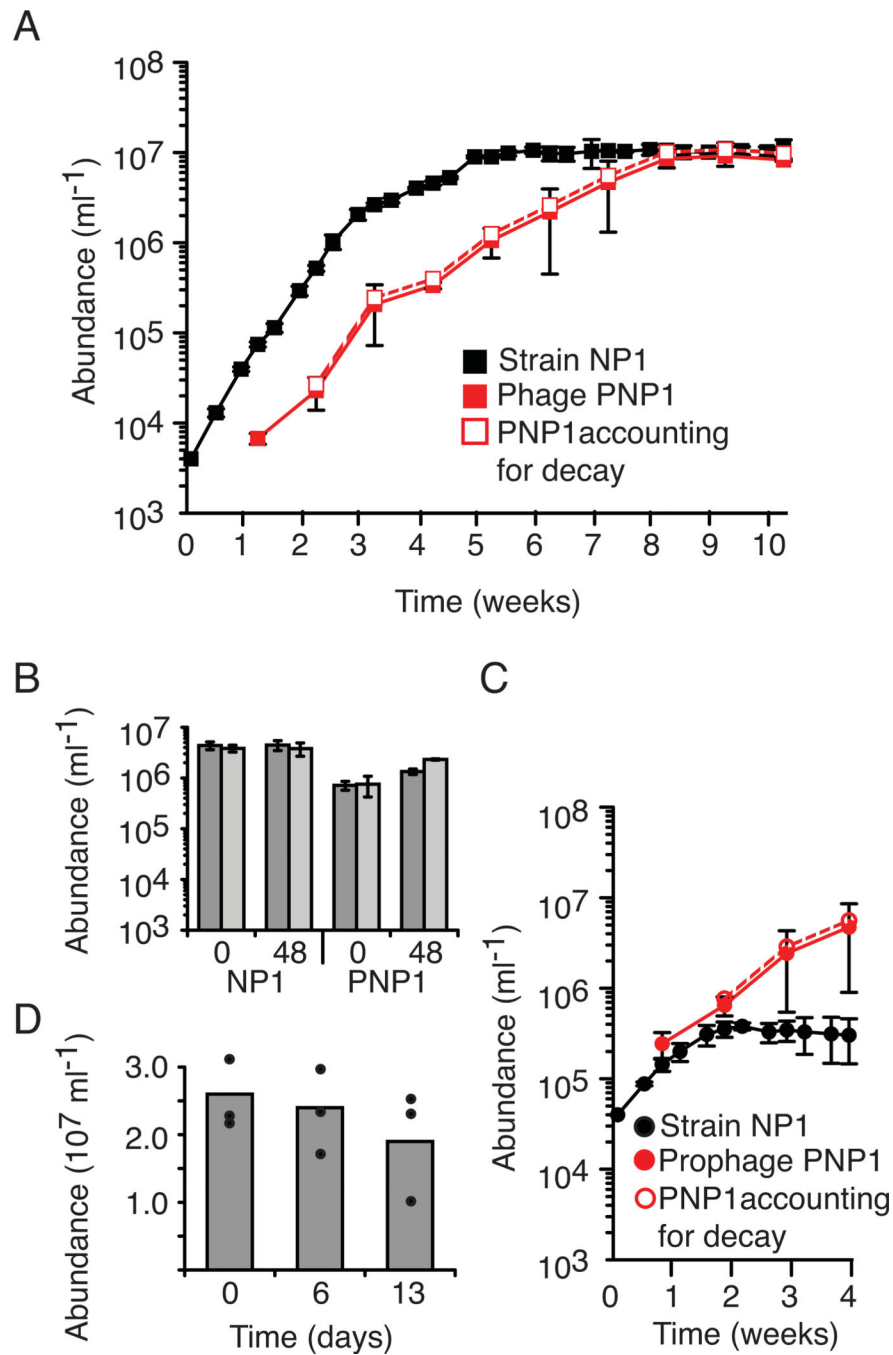 A
Abundance (ml⁻¹)
10⁸
10⁷
10⁶
10⁵
10⁴
10³
Strain NP1
Phage PNP1
PNP1accounting
for decay
0 1 2 3 4 5 6 7 8 9 10
Time (weeks)
B
Abundance (ml⁻¹)
10⁷
10⁶
10⁵
10⁴
10³
0 48 0 48
NP1 PNP1
C
Abundance (ml⁻¹)
10⁸
10⁷
10⁶
10⁵
10⁴
10³
Strain NP1
Prophage PNP1
PNP1accounting
for decay
0 1 2 3 4
Time (weeks)
D
Abundance (10⁷ ml⁻¹)
3.0
2.0
1.0
0 6 13
Time (days)